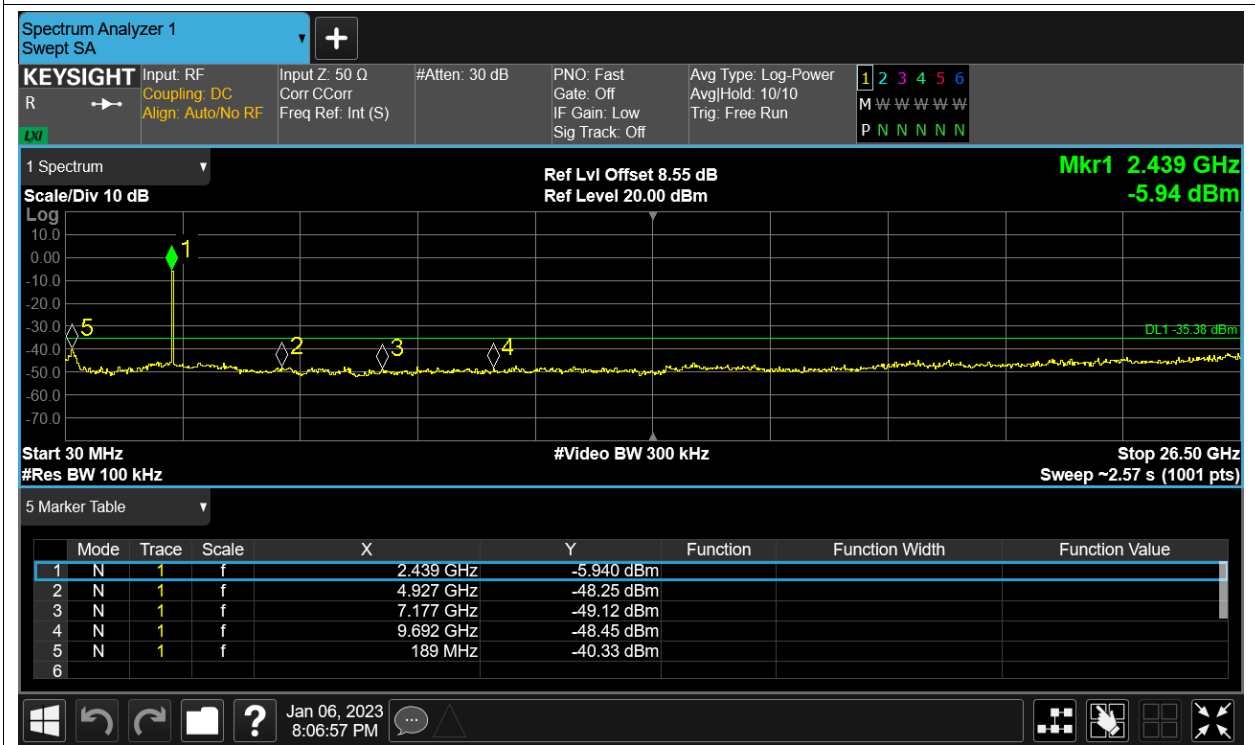 Spectrum Analyzer 1
Swept SA
+
KEYSIGHT
R
LXI
Input: RF
Coupling: DC
Align: Auto/No RF
Input Z: 50 Ω
Corr CCorr
Freq Ref: Int (S)
#Atten: 30 dB
PNO: Fast
Gate: Off
IF Gain: Low
Sig Track: Off
Avg Type: Log-Power
Avg|Hold: 10/10
Trig: Free Run
1 2 3 4 5 6
M W W W W W
P N N N N N
1 Spectrum
Scale/Div 10 dB
Ref Lvl Offset 8.55 dB
Ref Level 20.00 dBm
Mkr1 2.439 GHz
-5.94 dBm
Log
10.0
0.00
-10.0
-20.0
-30.0
-40.0
-50.0
-60.0
-70.0
1
5
2
3
4
DL1 -35.38 dBm
Start 30 MHz
#Res BW 100 kHz
#Video BW 300 kHz
Stop 26.50 GHz
Sweep ~2.57 s (1001 pts)
5 Marker Table
Mode Trace Scale X Y Function Function Width Function Value
1 N 1 f 2.439 GHz -5.940 dBm
2 N 1 f 4.927 GHz -48.25 dBm
3 N 1 f 7.177 GHz -49.12 dBm
4 N 1 f 9.692 GHz -48.45 dBm
5 N 1 f 189 MHz -40.33 dBm
6
?
Jan 06, 2023
8:06:57 PM